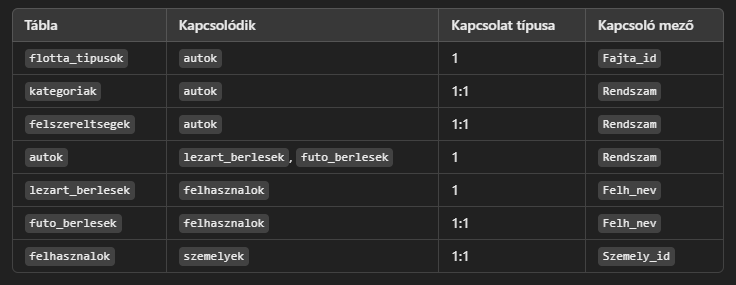 Tábla Kapcsolódik Kapcsolat típusa Kapcsoló mező
flotta_tipusok autok 1 Fajta_id
kategoriak autok 1:1 Rendszam
felszereltsegek autok 1:1 Rendszam
autok lezart_berlesek, futo_berlesek 1 Rendszam
lezart_berlesek felhasznalok 1 Felh_nev
futo_berlesek felhasznalok 1:1 Felh_nev
felhasznalok szemelyek 1:1 Szemely_id